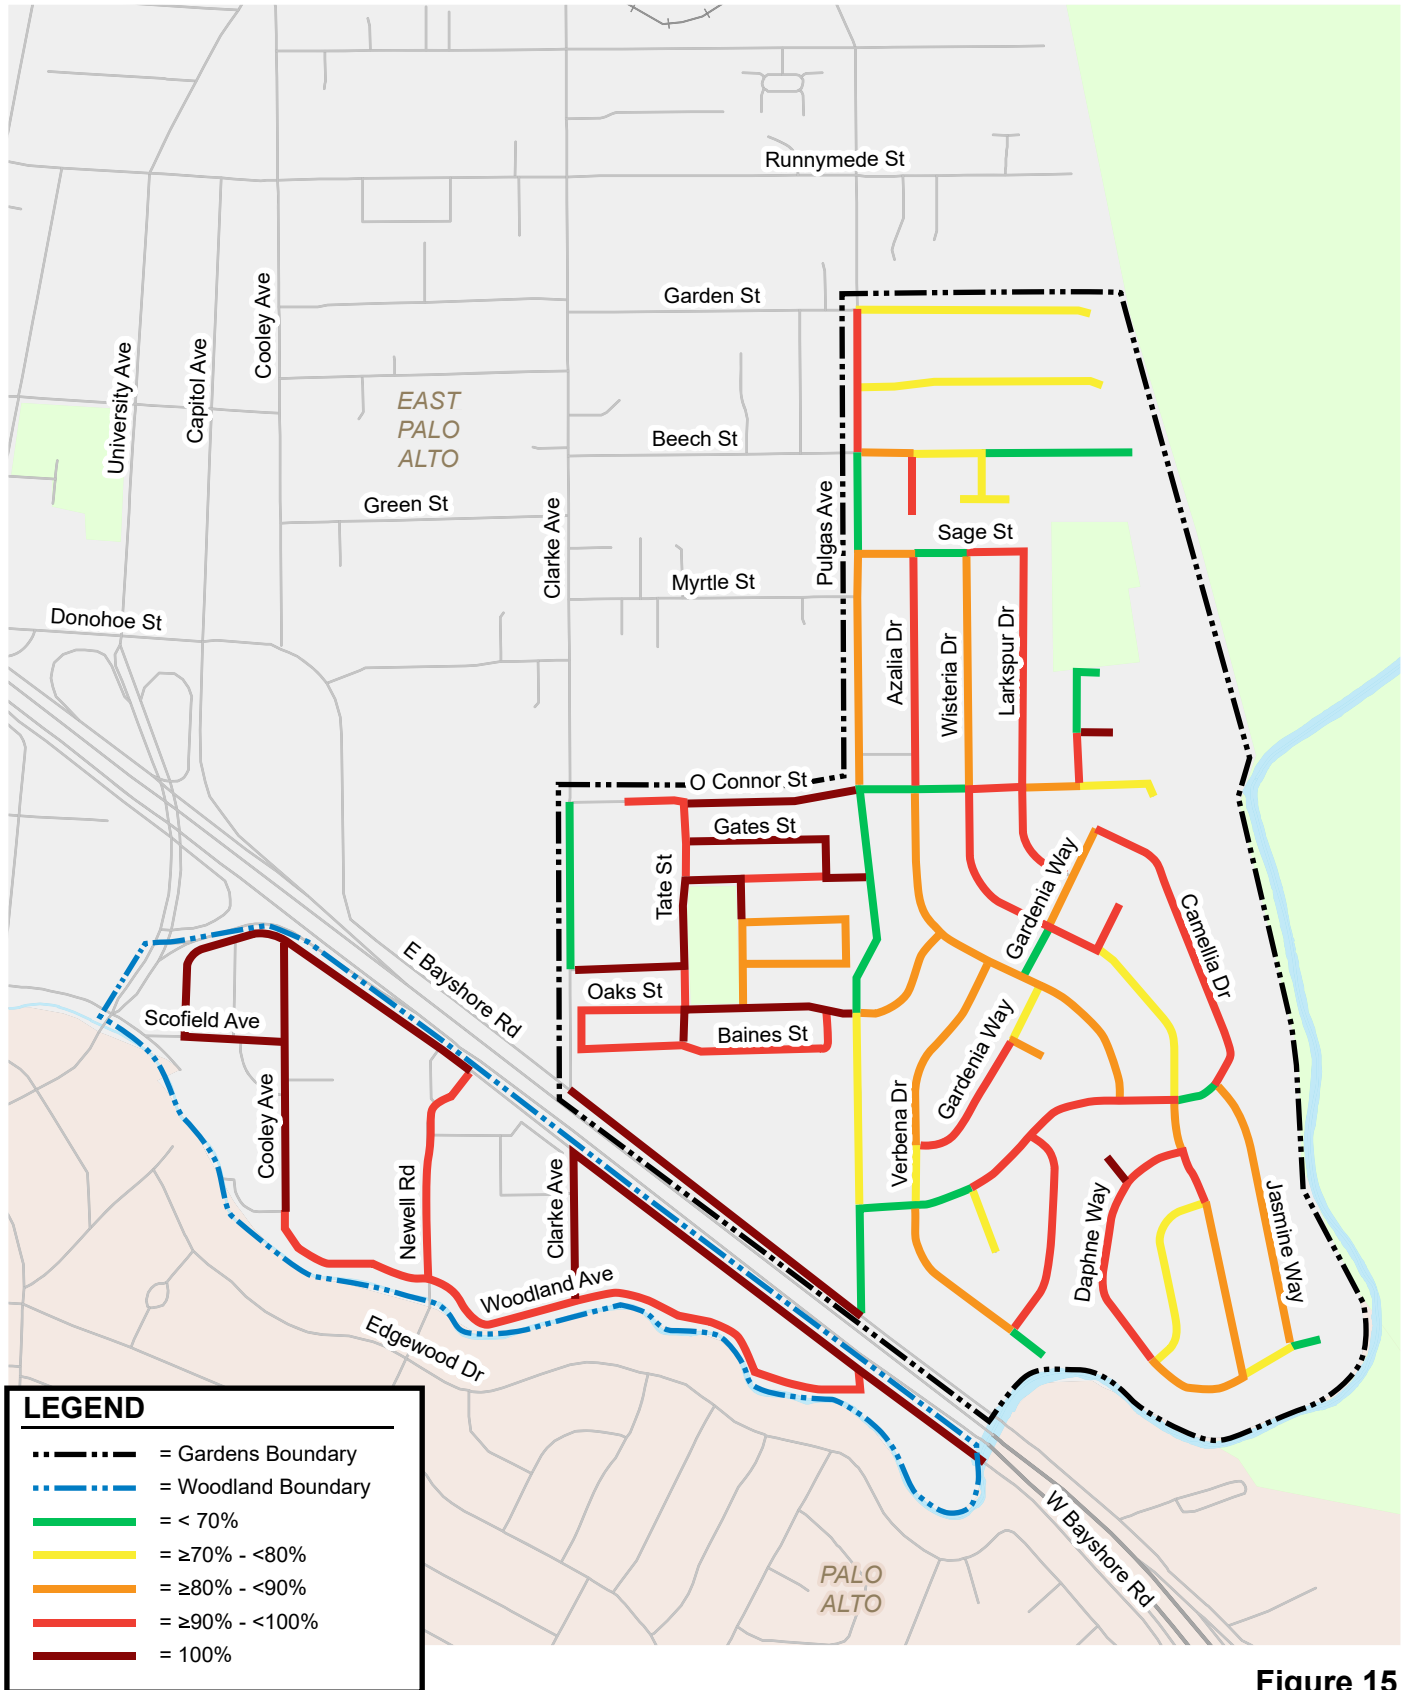 Runnymede St
Garden St
Cooley Ave
University Ave
Capitol Ave
EAST
PALO
ALTO
Beech St
Green St
Clarke Ave
Pulgas Ave
Sage St
Myrtle St
Donohoe St
Azalia Dr
Wisteria Dr
Larkspur Dr
O Connor St
Gates St
Tate St
Gardenia Way
Camellia Dr
E Bayshore Rd
Oaks St
Scofield Ave
Baines St
Gardenia Way
Cooley Ave
Verbena Dr
Newell Rd
Clarke Ave
Daphne Way
Jasmine Way
Woodland Ave
Edgewood Dr
W Bayshore Rd
PALO
ALTO
LEGEND
= Gardens Boundary
= Woodland Boundary
= < 70%
= ≥70% - <80%
= ≥80% - <90%
= ≥90% - <100%
= 100%
Figure 15